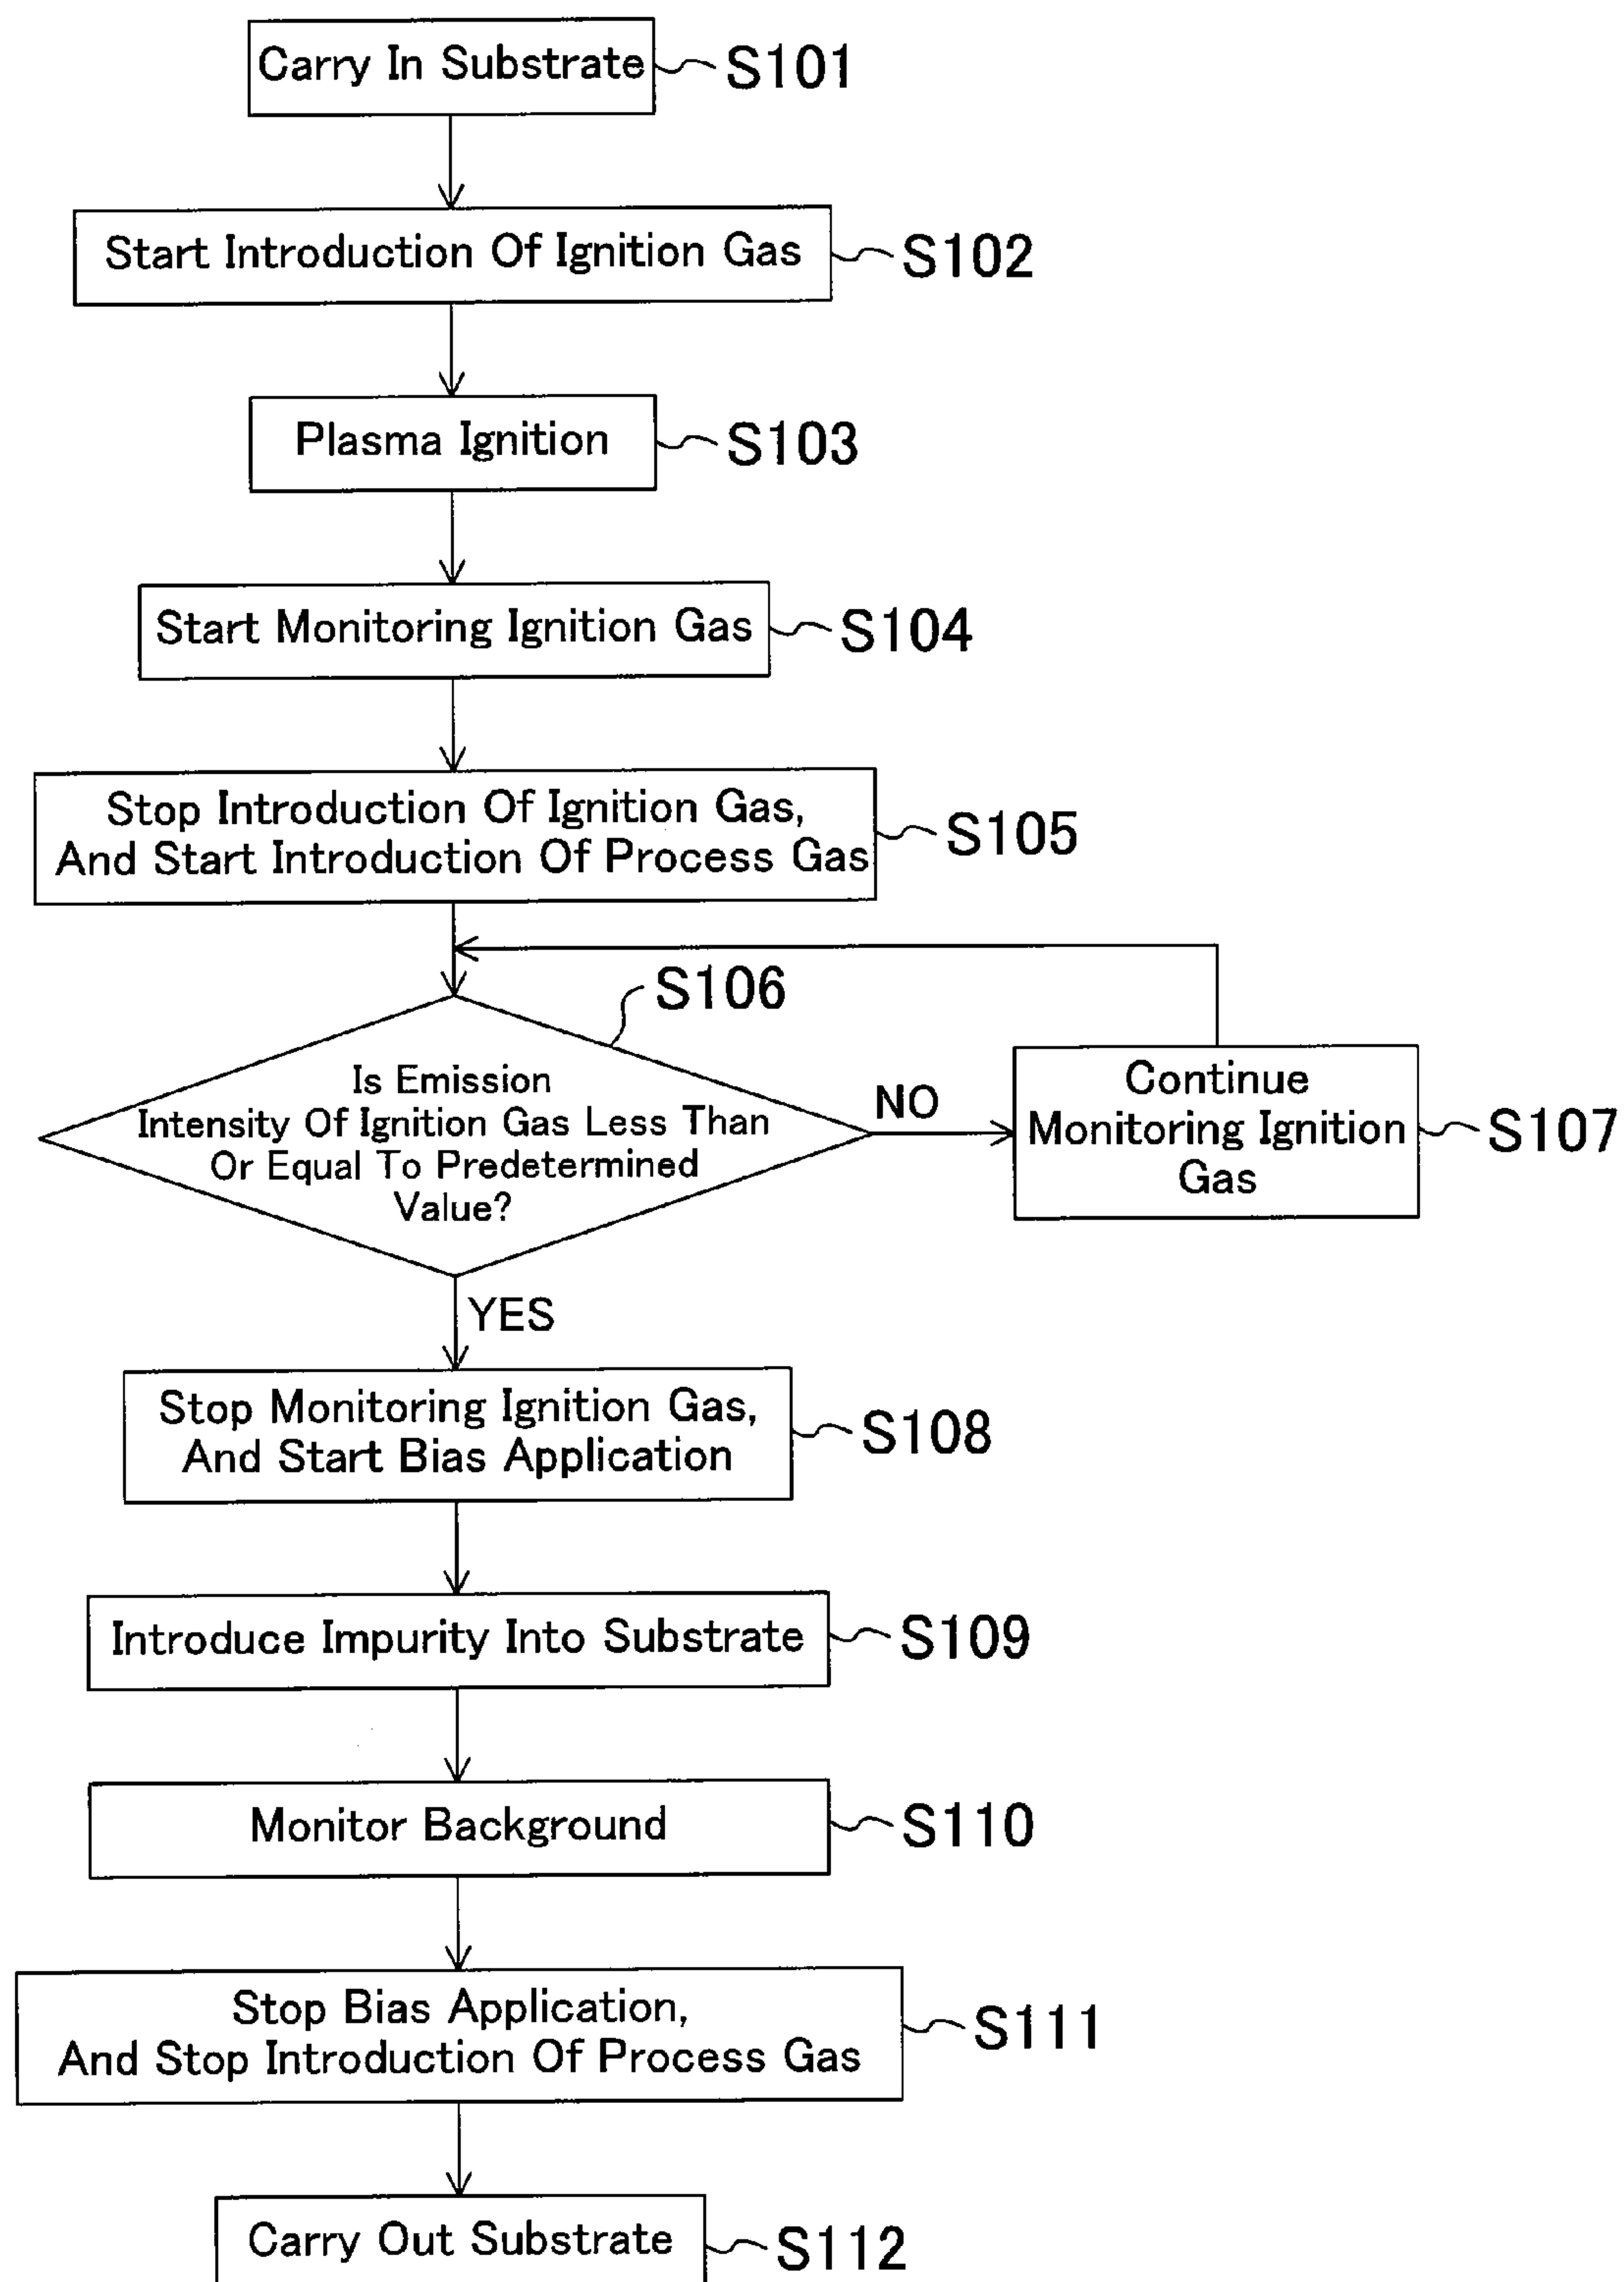 Carry In Substrate
S101
Start Introduction Of Ignition Gas
S102
Plasma Ignition
S103
Start Monitoring Ignition Gas
S104
Stop Introduction Of Ignition Gas,
And Start Introduction Of Process Gas
S105
S106
Is Emission
Intensity Of Ignition Gas Less Than
Or Equal To Predetermined
Value?
NO
Continue
Monitoring Ignition
Gas
S107
YES
Stop Monitoring Ignition Gas,
And Start Bias Application
S108
Introduce Impurity Into Substrate
S109
Monitor Background
S110
Stop Bias Application,
And Stop Introduction Of Process Gas
S111
Carry Out Substrate
S112